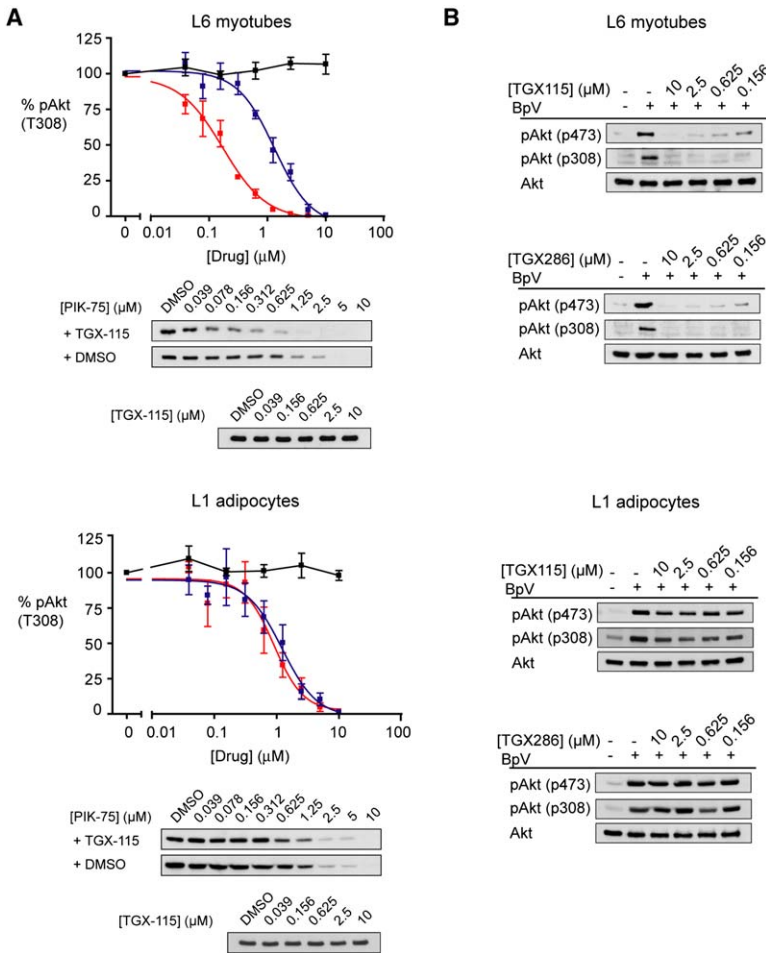 A
L6 myotubes
125
100
75
50
25
0
% pAkt
(T308)
0 0.01 0.1 1 10 100
[Drug] (µM)
[PIK-75] (µM) DMSO 0.039 0.078 0.156 0.312 0.625 1.25 2.5 5 10
+ TGX-115
+ DMSO
[TGX-115] (µM) DMSO 0.039 0.156 0.625 2.5 10
L1 adipocytes
125
100
75
50
25
0
% pAkt
(T308)
0 0.01 0.1 1 10 100
[Drug] (µM)
[PIK-75] (µM) DMSO 0.039 0.078 0.156 0.312 0.625 1.25 2.5 5 10
+ TGX-115
+ DMSO
[TGX-115] (µM) DMSO 0.039 0.156 0.625 2.5 10
B
L6 myotubes
[TGX115] (µM) - - 10 2.5 0.625 0.156
BpV - + + + + +
pAkt (p473)
pAkt (p308)
Akt
[TGX286] (µM) - 10 2.5 0.625 0.156
BpV - + + + + +
pAkt (p473)
pAkt (p308)
Akt
L1 adipocytes
[TGX115] (µM) - - 10 2.5 0.625 0.156
BpV + + + + +
pAkt (p473)
pAkt (p308)
Akt
[TGX286] (µM) - 10 2.5 0.625 0.156
BpV - + + + + +
pAkt (p473)
pAkt (p308)
Akt